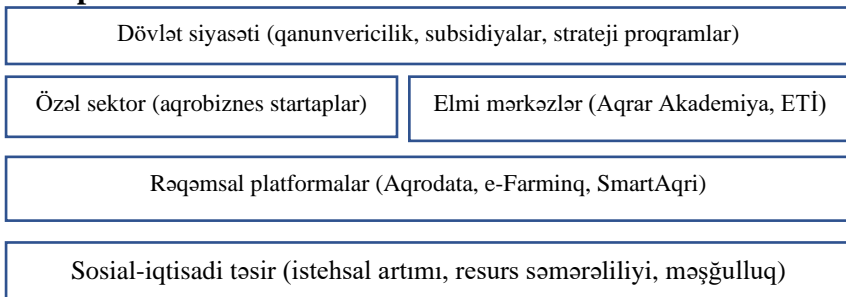 Dövlət siyasəti (qanunvericilik, subsidiyalar, strateji proqramlar)
Özəl sektor (aqrobiznes startaplar)
Elmi mərkəzlər (Aqrar Akademiya, ETİ)
Rəqəmsal platformalar (Aqrodata, e-Farminq, SmartAqri)
Sosial-iqtisadi təsir (istehsal artımı, resurs səmərəliliyi, məşğulluq)